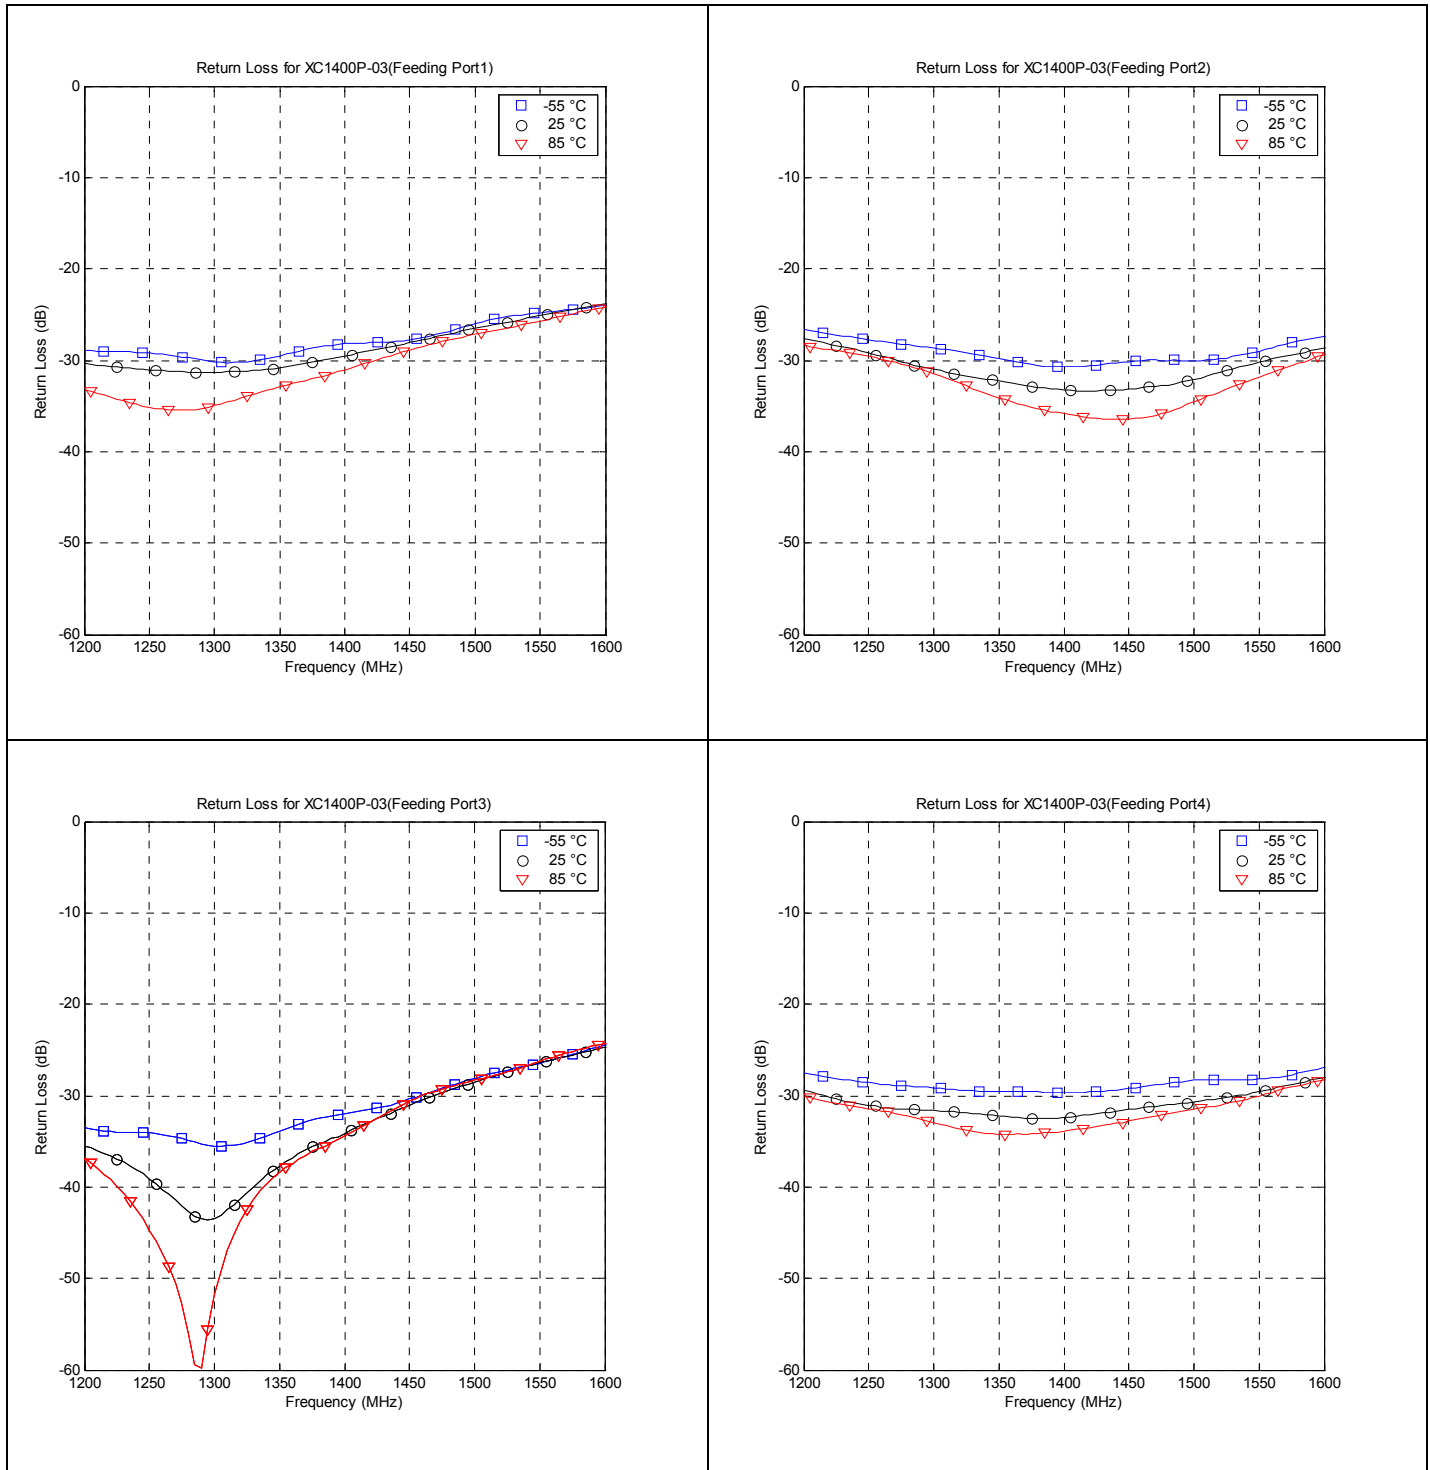 Return Loss for XC1400P-03(Feeding Port1)
0
-10
-20
-30
-40
-50
-60
Return Loss (dB)
-55 °C
25 °C
85 °C
1200 1250 1300 1350 1400 1450 1500 1550 1600
Frequency (MHz)
Return Loss for XC1400P-03(Feeding Port2)
0
-10
-20
-30
-40
-50
-60
Return Loss (dB)
-55 °C
25 °C
85 °C
1200 1250 1300 1350 1400 1450 1500 1550 1600
Frequency (MHz)
Return Loss for XC1400P-03(Feeding Port3)
0
-10
-20
-30
-40
-50
-60
Return Loss (dB)
-55 °C
25 °C
85 °C
1200 1250 1300 1350 1400 1450 1500 1550 1600
Frequency (MHz)
Return Loss for XC1400P-03(Feeding Port4)
0
-10
-20
-30
-40
-50
-60
Return Loss (dB)
-55 °C
25 °C
85 °C
1200 1250 1300 1350 1400 1450 1500 1550 1600
Frequency (MHz)